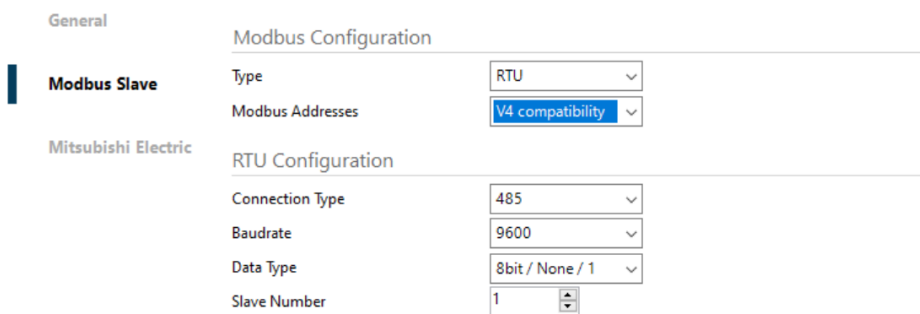 General
Modbus Configuration
Modbus Slave
Type RTU
Modbus Addresses V4 compatibility
Mitsubishi Electric
RTU Configuration
Connection Type 485
Baudrate 9600
Data Type 8bit / None / 1
Slave Number 1